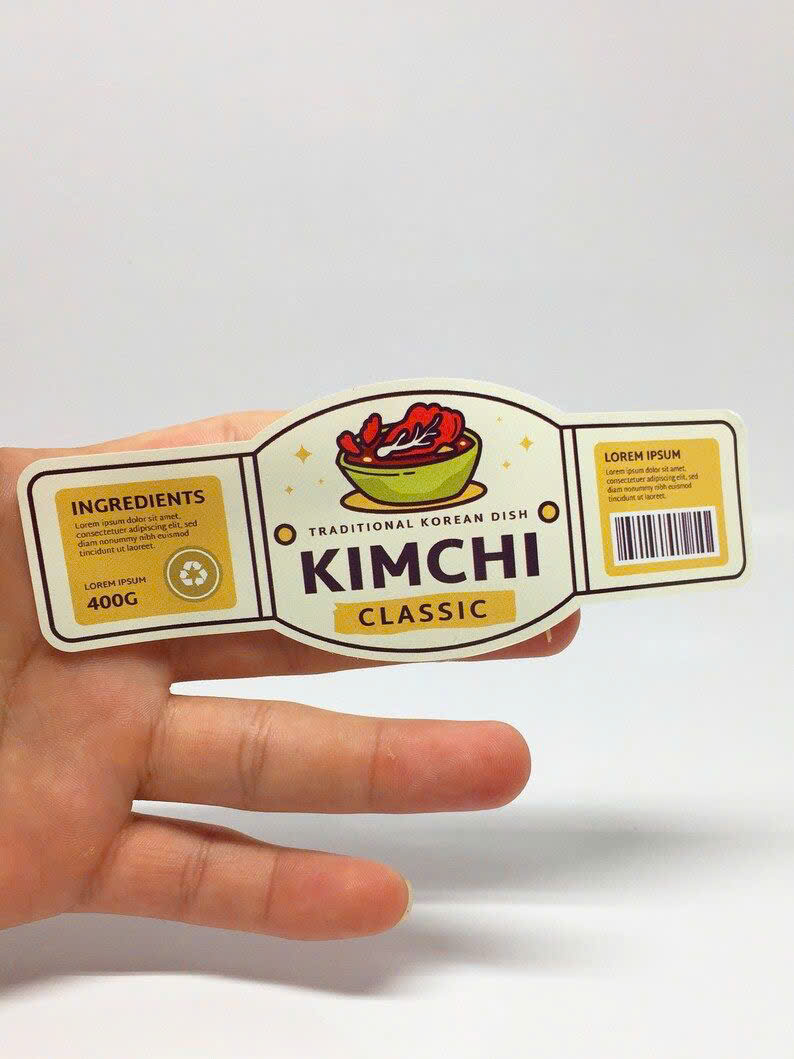 INGREDIENTS
Lorem ipsum dolor sit amet,
consectetuer adipiscing elit, sed
diam nonummy nibh euismod
tincidunt ut laoreet.
LOREM IPSUM
400G
TRADITIONAL KOREAN DISH
KIMCHI
CLASSIC
LOREM IPSUM
Lorem ipsum dolor sit amet,
consectetuer adipiscing elit, sed
diam nonummy nibh euismod
tincidunt ut laoreet.